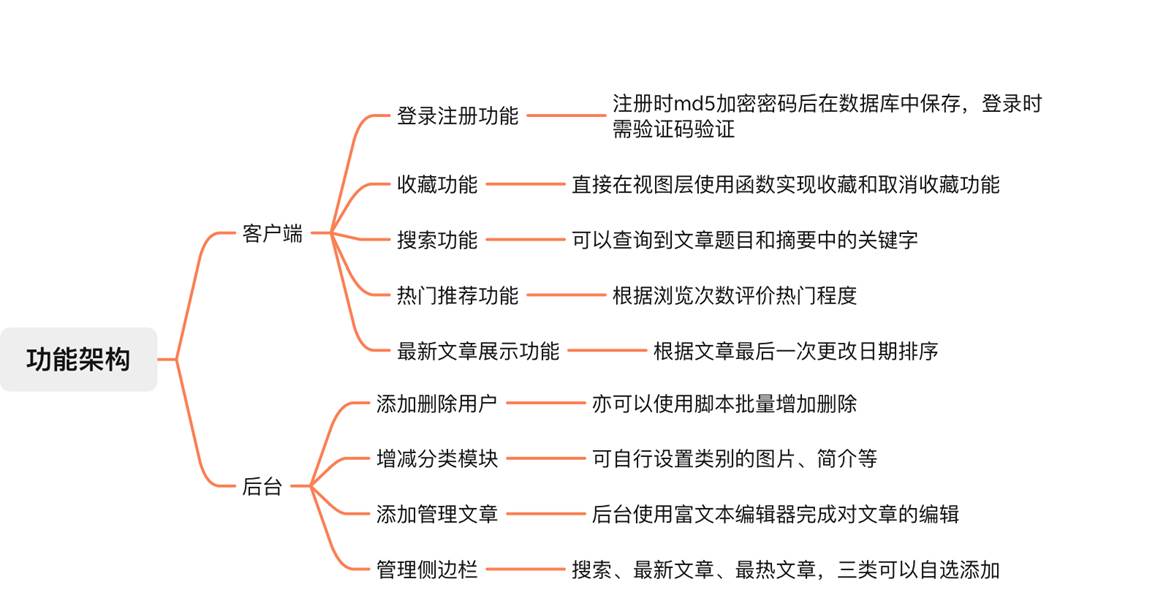 功能架构
客户端
登录注册功能
注册时md5加密密码后在数据库中保存，登录时
需验证码验证
收藏功能
直接在视图层使用函数实现收藏和取消收藏功能
搜索功能
可以查询到文章题目和摘要中的关键字
热门推荐功能
根据浏览次数评价热门程度
最新文章展示功能
根据文章最后一次更改日期排序
后台
添加删除用户
亦可以使用脚本批量增加删除
增减分类模块
可自行设置类别的图片、简介等
添加管理文章
后台使用富文本编辑器完成对文章的编辑
管理侧边栏
搜索、最新文章、最热文章，三类可以自选添加